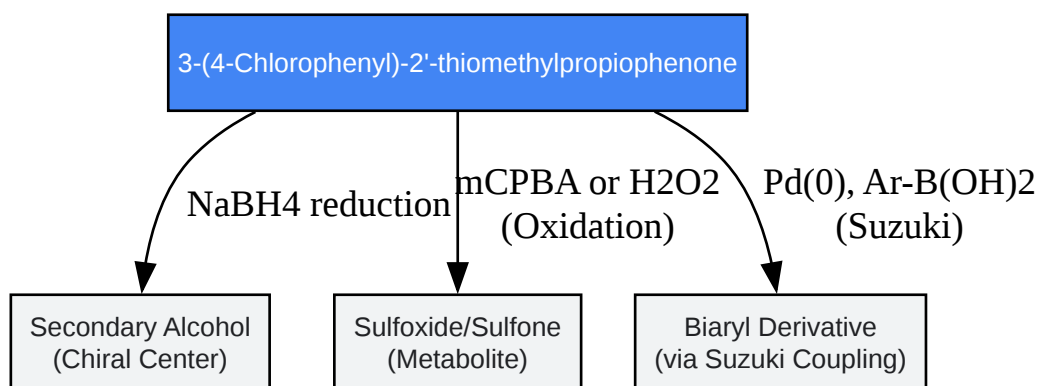 3-(4-Chlorophenyl)-2'-thiomethylpropiophenone
NaBH4 reduction
mCPBA or H2O2
(Oxidation)
Pd(0), Ar-B(OH)2
(Suzuki)
Secondary Alcohol
(Chiral Center)
Sulfoxide/Sulfone
(Metabolite)
Biaryl Derivative
(via Suzuki Coupling)